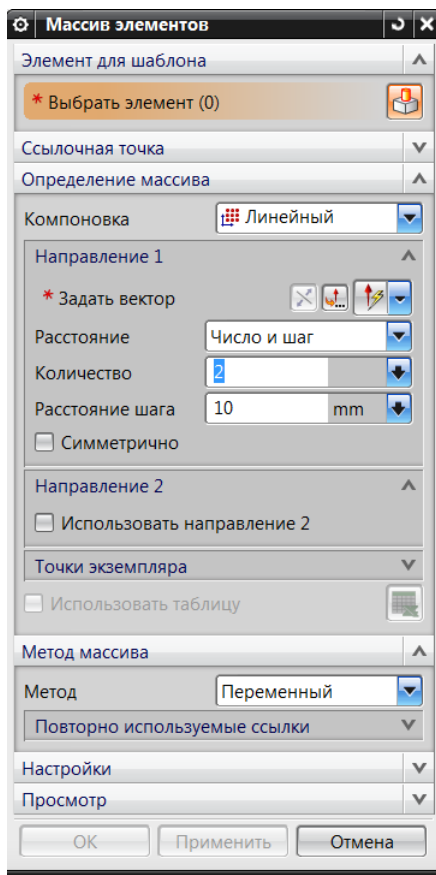 Массив элементов
Элемент для шаблона
* Выбрать элемент (0)
Ссылочная точка
Определение массива
Компоновка Линейный
Направление 1
* Задать вектор
Расстояние Число и шаг
Количество 2
Расстояние шага 10 mm
Симметрично
Направление 2
Использовать направление 2
Точки экземпляра
Использовать таблицу
Метод массива
Метод Переменный
Повторно используемые ссылки
Настройки
Просмотр
ОК Применить Отмена